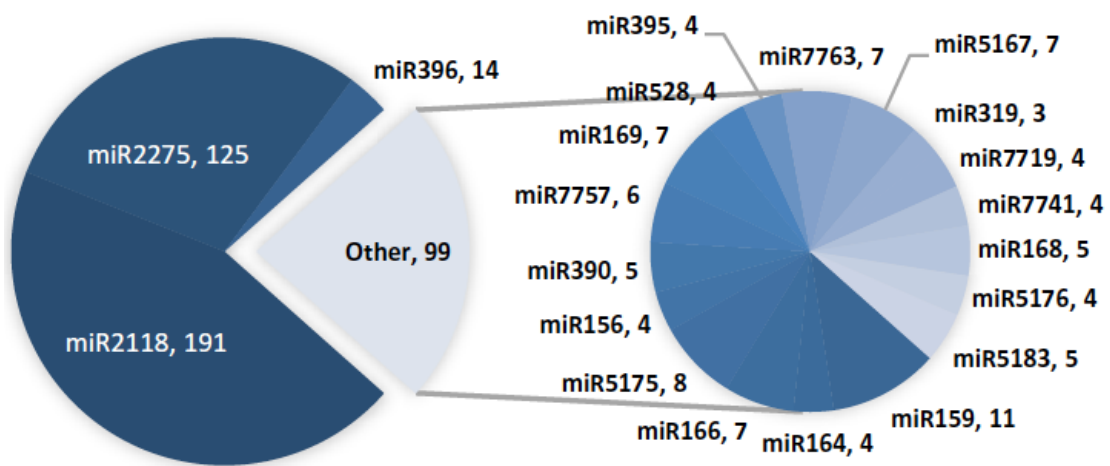 miR396, 14
miR2275, 125
miR2118, 191
Other, 99
miR395, 4
miR7763, 7
miR5167, 7
miR528, 4
miR319, 3
miR169, 7
miR7719, 4
miR7757, 6
miR7741, 4
miR168, 5
miR390, 5
miR5176, 4
miR156, 4
miR5183, 5
miR5175, 8
miR159, 11
miR166, 7
miR164, 4